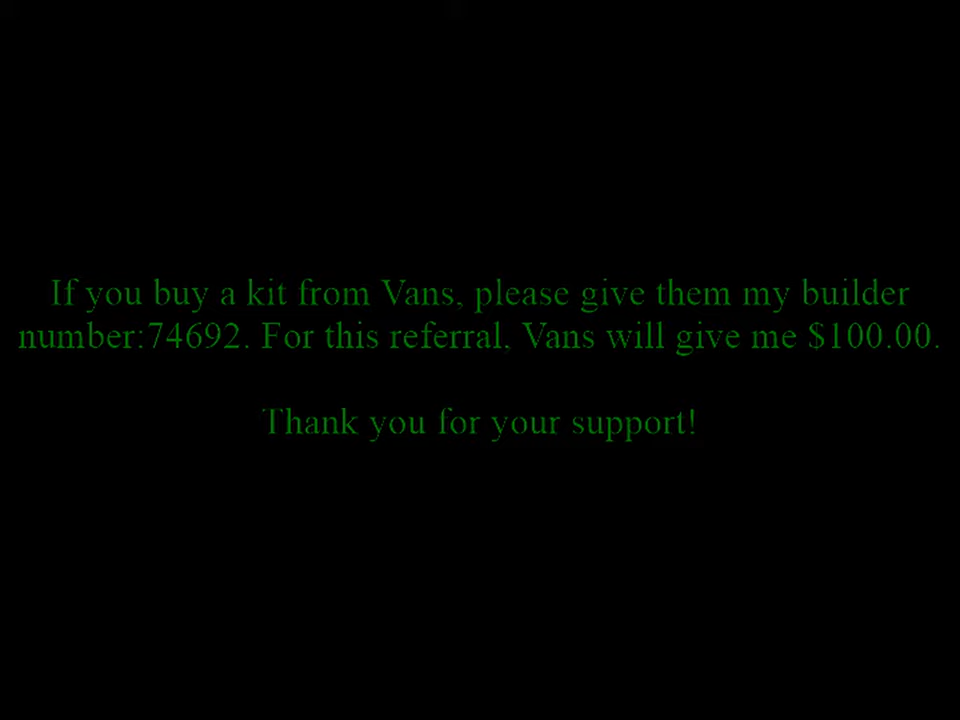 If you buy a kit from Vans, please give them my builder
number:74692. For this referral, Vans will give me $100.00.
Thank you for your support!